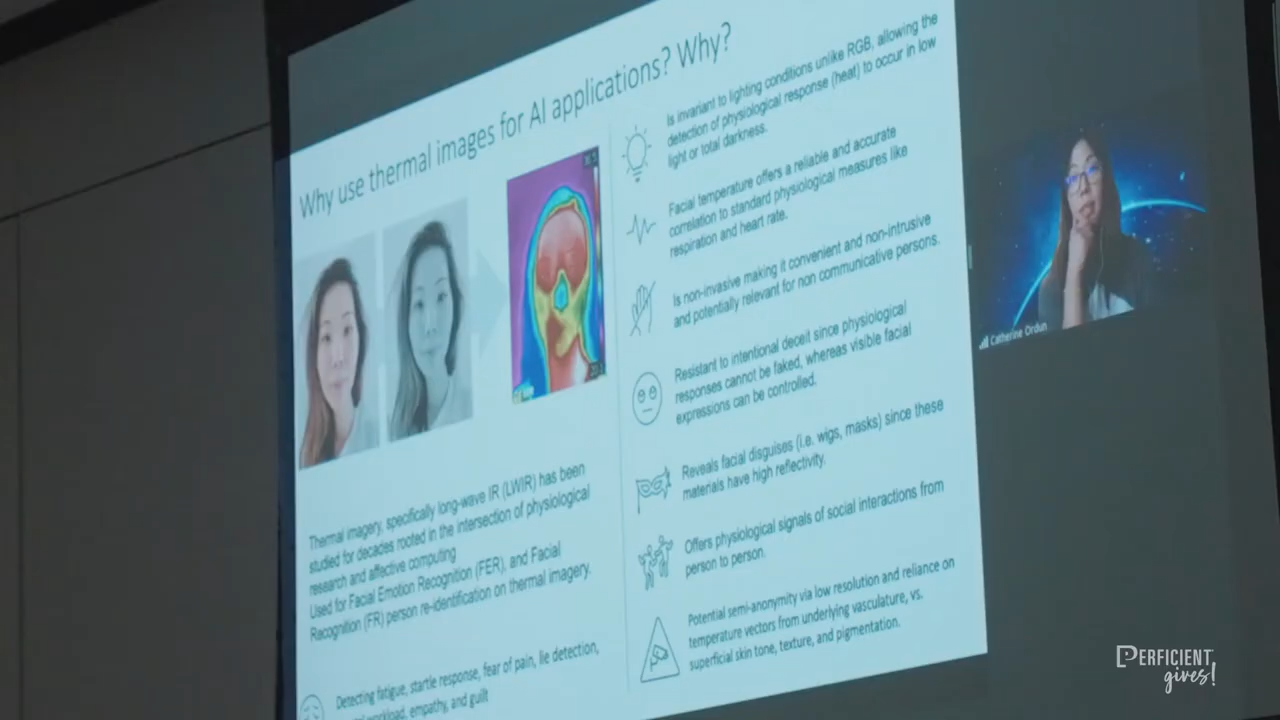 Why use thermal images for AI applications? Why?
Thermal imagery, specifically long-wave IR (LWIR) has been
studied for decades rooted in the intersection of physiological
research and affective computing
Used for Facial Emotion Recognition (FER), and Facial
Recognition (FR) person re-identification on thermal imagery.
Detecting fatigue, startle response, fear of pain, lie detection,
workload, empathy, and guilt
Is invariant to lighting conditions unlike RGB, allowing the
detection of physiological response (heat) to occur in low
light or total darkness.
Facial temperature offers a reliable and accurate
correlation to standard physiological measures like
respiration and heart rate.
Is non-invasive making it convenient and non-intrusive
and potentially relevant for non communicative persons.
Resistant to intentional deceit since physiological
responses cannot be faked, whereas visible facial
expressions can be controlled.
Reveals facial disguises (i.e. wigs, masks) since these
materials have high reflectivity.
Offers physiological signals of social interactions from
person to person.
Potential semi-anonymity via low resolution and reliance on
temperature vectors from underlying vasculature, vs.
superficial skin tone, texture, and pigmentation.
Catherine Ordun
PERFICIENT
gives!